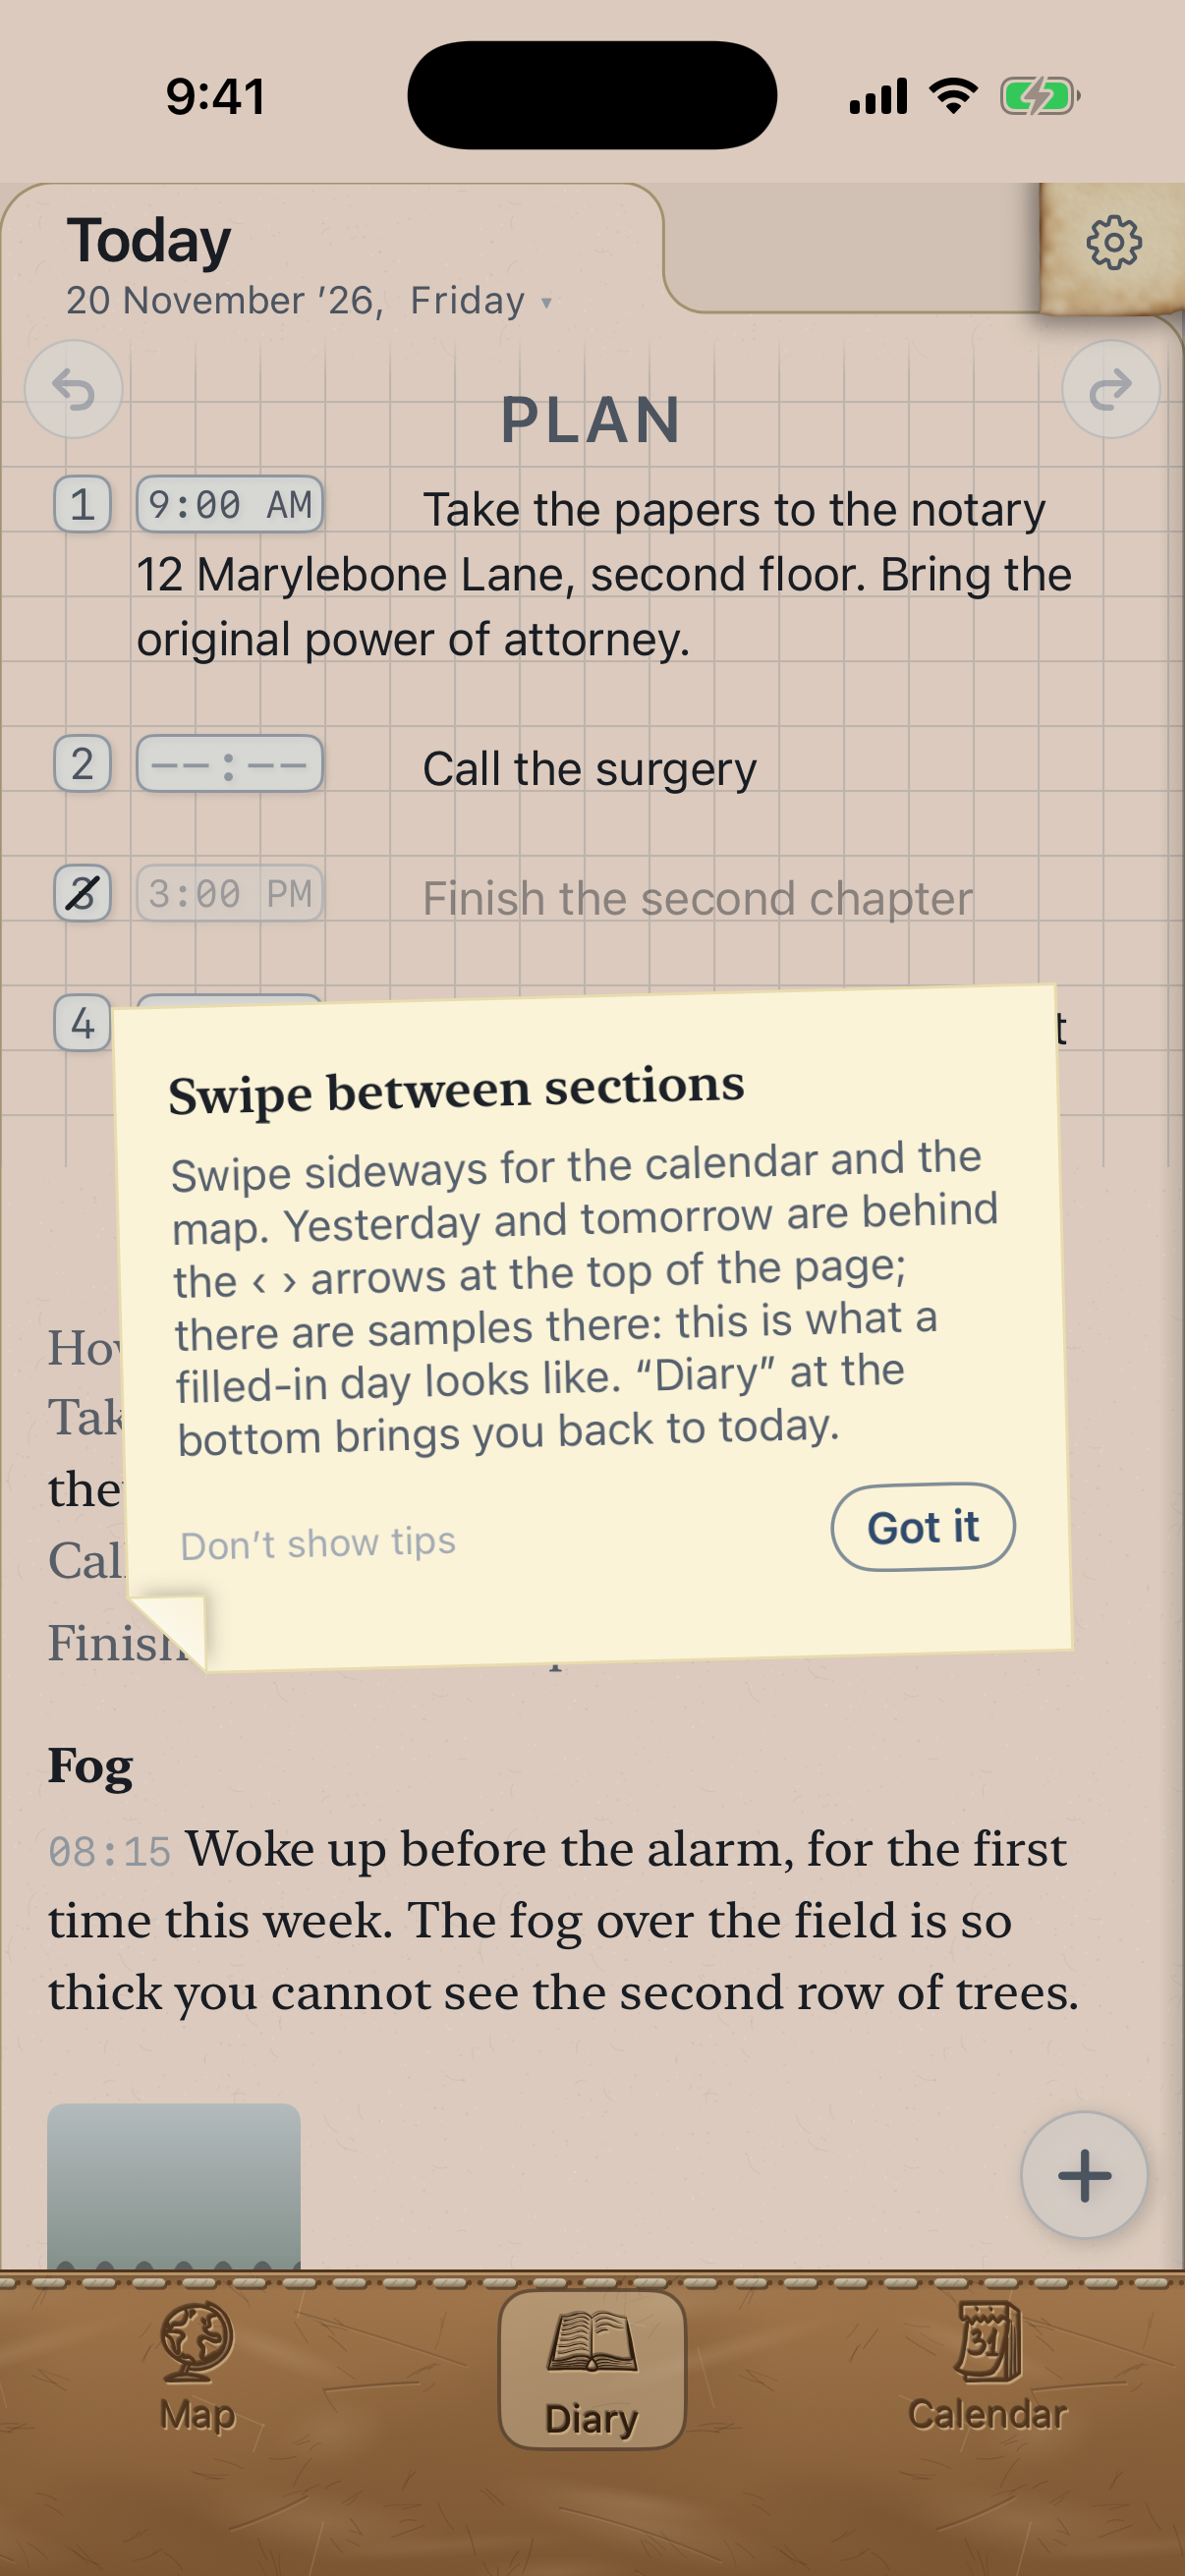 9:41
Today
20 November ’26, Friday ▾
PLAN
1 9:00 AM Take the papers to the notary
12 Marylebone Lane, second floor. Bring the
original power of attorney.
2 ––:–– Call the surgery
3 3:00 PM Finish the second chapter
4
Swipe between sections
Swipe sideways for the calendar and the
map. Yesterday and tomorrow are behind
the ‹ › arrows at the top of the page;
there are samples there: this is what a
filled-in day looks like. “Diary” at the
bottom brings you back to today.
Don’t show tips
Got it
Finish
Fog
08:15 Woke up before the alarm, for the first
time this week. The fog over the field is so
thick you cannot see the second row of trees.
Map
Diary
31
Calendar